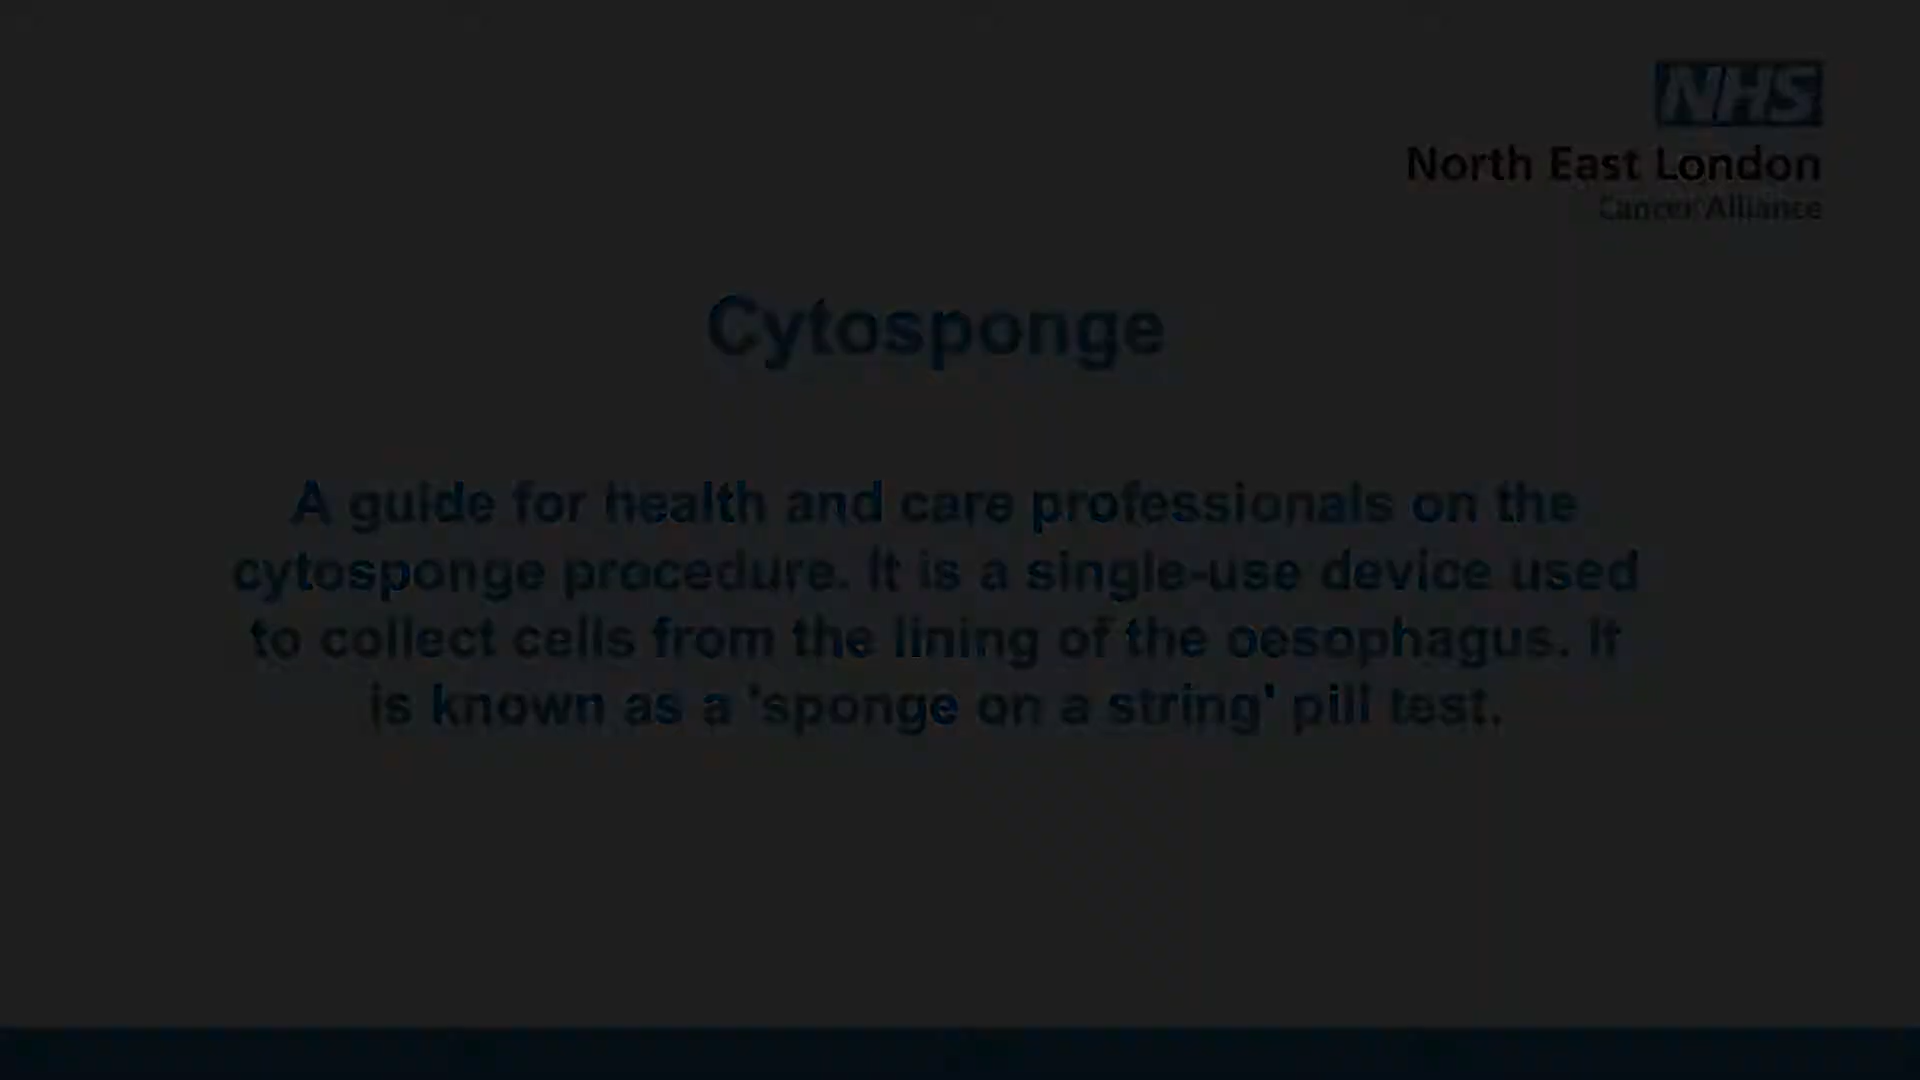 NHS
North East London
Cancer Alliance
Cytosponge
A guide for health and care professionals on the
cytosponge procedure. It is a single-use device used
to collect cells from the lining of the oesophagus. It
is known as a 'sponge on a string' pill test.